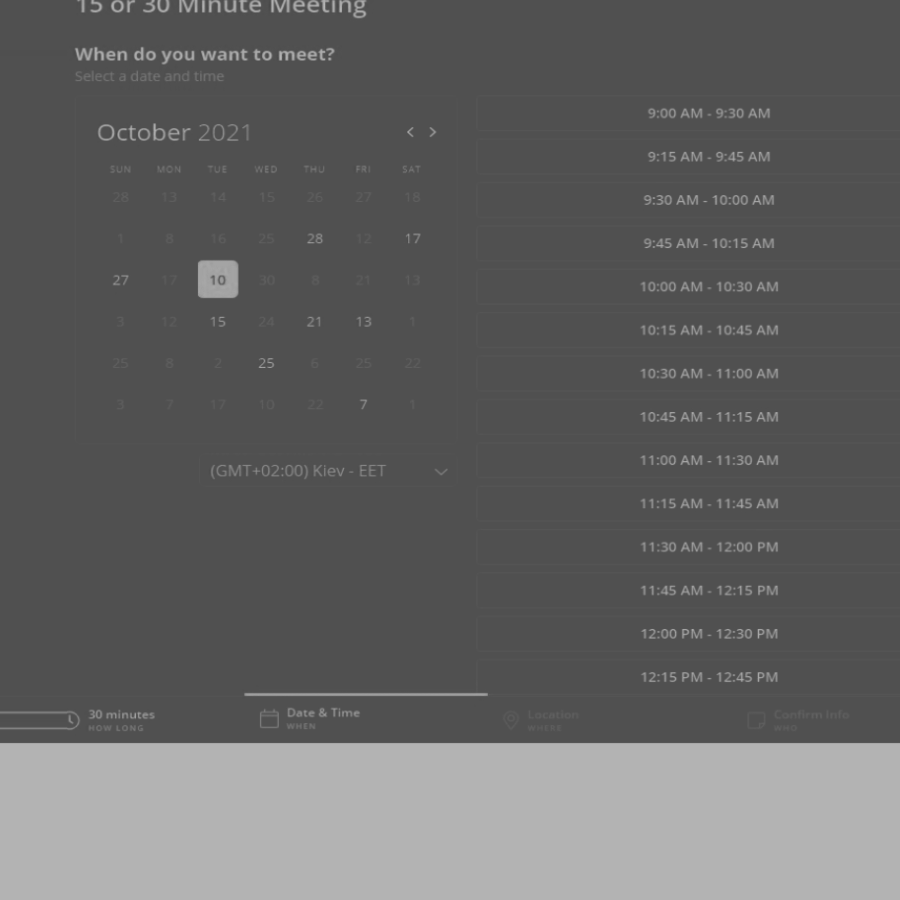 15 or 30 Minute Meeting
When do you want to meet?
Select a date and time
October 2021
< >
SUN MON TUE WED THU FRI SAT
28 13 14 15 26 27 18
1 8 16 25 28 12 17
27 17 10 30 8 21 13
3 12 15 24 21 13 1
25 8 2 25 6 25 22
3 7 17 10 22 7 1
(GMT+02:00) Kiev - EET
9:00 AM - 9:30 AM
9:15 AM - 9:45 AM
9:30 AM - 10:00 AM
9:45 AM - 10:15 AM
10:00 AM - 10:30 AM
10:15 AM - 10:45 AM
10:30 AM - 11:00 AM
10:45 AM - 11:15 AM
11:00 AM - 11:30 AM
11:15 AM - 11:45 AM
11:30 AM - 12:00 PM
11:45 AM - 12:15 PM
12:00 PM - 12:30 PM
12:15 PM - 12:45 PM
30 minutes
HOW LONG
Date & Time
WHEN
Location
WHERE
Confirm Info
WHO